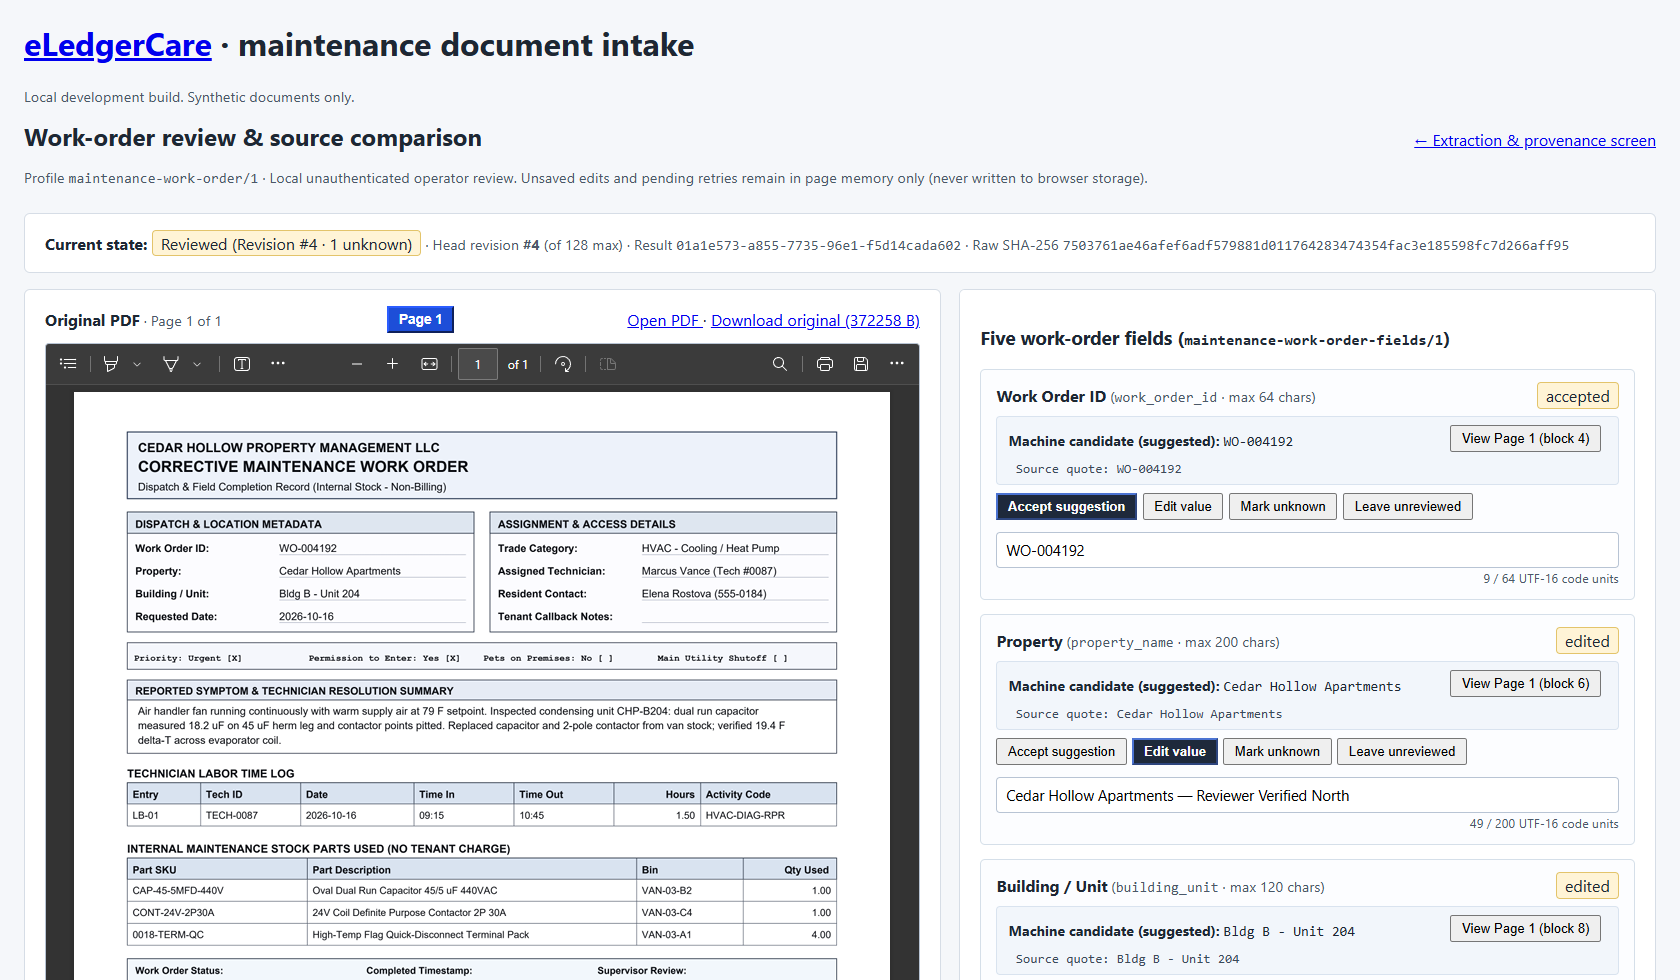 eLedgerCare · maintenance document intake
Local development build. Synthetic documents only.
Work-order review & source comparison
← Extraction & provenance screen
Profile maintenance-work-order/1 · Local unauthenticated operator review. Unsaved edits and pending retries remain in page memory only (never written to browser storage).
Current state: Reviewed (Revision #4 · 1 unknown) · Head revision #4 (of 128 max) · Result 01a1e573-a855-7735-96e1-f5d14cada602 · Raw SHA-256 7503761ae46afef6adf579881d011764283474354fac3e185598fc7d266aff95
Original PDF · Page 1 of 1
Page 1
Open PDF · Download original (372258 B)
1 of 1
CEDAR HOLLOW PROPERTY MANAGEMENT LLC
CORRECTIVE MAINTENANCE WORK ORDER
Dispatch & Field Completion Record (Internal Stock - Non-Billing)
DISPATCH & LOCATION METADATA
Work Order ID: WO-004192
Property: Cedar Hollow Apartments
Building / Unit: Bldg B - Unit 204
Requested Date: 2026-10-16
ASSIGNMENT & ACCESS DETAILS
Trade Category: HVAC - Cooling / Heat Pump
Assigned Technician: Marcus Vance (Tech #0087)
Resident Contact: Elena Rostova (555-0184)
Tenant Callback Notes:
Priority: Urgent [X] Permission to Enter: Yes [X] Pets on Premises: No [ ] Main Utility Shutoff [ ]
REPORTED SYMPTOM & TECHNICIAN RESOLUTION SUMMARY
Air handler fan running continuously with warm supply air at 79 F setpoint. Inspected condensing unit CHP-B204: dual run capacitor
measured 18.2 uF on 45 uF herm leg and contactor points pitted. Replaced capacitor and 2-pole contactor from van stock; verified 19.4 F
delta-T across evaporator coil.
TECHNICIAN LABOR TIME LOG
Entry Tech ID Date Time In Time Out Hours Activity Code
LB-01 TECH-0087 2026-10-16 09:15 10:45 1.50 HVAC-DIAG-RPR
INTERNAL MAINTENANCE STOCK PARTS USED (NO TENANT CHARGE)
Part SKU Part Description Bin Qty Used
CAP-45-5MFD-440V Oval Dual Run Capacitor 45/5 uF 440VAC VAN-03-B2 1.00
CONT-24V-2P30A 24V Coil Definite Purpose Contactor 2P 30A VAN-03-C4 1.00
0018-TERM-QC High-Temp Flag Quick-Disconnect Terminal Pack VAN-03-A1 4.00
Work Order Status: Completed Timestamp: Supervisor Review:
Five work-order fields (maintenance-work-order-fields/1)
Work Order ID (work_order_id · max 64 chars)
accepted
Machine candidate (suggested): WO-004192
View Page 1 (block 4)
Source quote: WO-004192
Accept suggestion Edit value Mark unknown Leave unreviewed
WO-004192
9 / 64 UTF-16 code units
Property (property_name · max 200 chars)
edited
Machine candidate (suggested): Cedar Hollow Apartments
View Page 1 (block 6)
Source quote: Cedar Hollow Apartments
Accept suggestion Edit value Mark unknown Leave unreviewed
Cedar Hollow Apartments — Reviewer Verified North
49 / 200 UTF-16 code units
Building / Unit (building_unit · max 120 chars)
edited
Machine candidate (suggested): Bldg B - Unit 204
View Page 1 (block 8)
Source quote: Bldg B - Unit 204